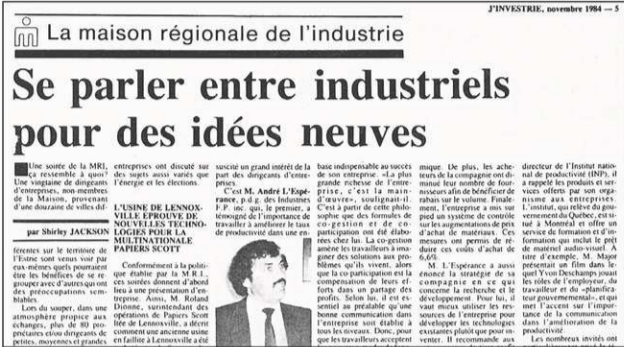 J'INVESTRIE, novembre 1984 — 5
La maison régionale de l'industrie
Se parler entre industriels
pour des idées neuves
Une soirée de la MRI,
ça ressemble à quoi?
Une vingtaine de dirigeants
d'entreprises, non-membres
de la Maison, provenant
d'une douzaine de villes dif-
par Shirley JACKSON
férentes sur le territoire de
l'Estrie sont venus voir par
eux-mêmes quels pourraient
être les bénéfices de se re-
grouper avec d'autres qui ont
des préoccupations sem-
blables.
Lors du souper, dans une
atmosphère propice aux
échanges, plus de 80 pro-
priétaires et/ou dirigeants de
petites, moyennes et grandes
entreprises ont discuté sur
des sujets aussi variés que
l'énergie et les élections.
L'USINE DE LENNOX-
VILLE ÉPROUVE DE
NOUVELLES TECHNO-
LOGIES POUR LA
MULTINATIONALE
PAPIERS SCOTT
Conformément à la politi-
que établie par la M.R.I.,
ces soirées donnent d'abord
lieu à une présentation d'en-
treprise. Ainsi, M. Roland
Dionne, surintendant des
opérations de Papiers Scott
ltée de Lennoxville, a décrit
comment une ancienne usine
en faillite à Lennoxville a été
suscité un grand intérêt de la
part des dirigeants d'entre-
prises.
C'est M. André L'Espé-
rance, p.d.g. des Industries
F.P. inc. qui, le premier, a
témoigné de l'importance de
travailler à améliorer le taux
de productivité dans une en-
base indispensable au succès
de son entreprise. «La plus
grande richesse de l'entre-
prise, c'est la main-
d'œuvre», soulignait-il.
C'est à partir de cette philo-
sophie que des formules de
co-gestion et de co-
participation ont été élabo-
rées chez lui. La co-gestion
amène les travailleurs à ima-
giner des solutions aux pro-
blèmes qu'ils vivent, alors
que la co-participation est la
compensation de leurs ef-
forts dans un partage des
profits. Selon lui, il est es-
sentiel au préalable qu'une
bonne communication dans
l'entreprise soit établie à
tous les niveaux. Donc, pour
que les travailleurs acceptent
mique. De plus, les ache-
teurs de la compagnie ont di-
minué leur nombre de four-
nisseurs afin de bénéficier de
rabais sur le volume. Finale-
ment, l'entreprise a mis sur
pied un système de contrôle
sur les augmentations de prix
d'achat de matériaux. Ces
mesures ont permis de ré-
duire ces coûts d'achat de
6,6%.
M. L'Espérance a aussi
énoncé la stratégie de sa
compagnie en ce qui
concerne la recherche et le
développement. Pour lui, il
vaut mieux utiliser les res-
sources de l'entreprise pour
développer les technologies
existantes plutôt que pour in-
venter. Il recommande aux
directeur de l'Institut natio-
nal de productivité (INP), il
a rappelé les produits et ser-
vices offerts par son orga-
nisme aux entreprises.
L'institut, qui relève du gou-
vernement du Québec, est si-
tué à Montréal et offre un
service de formation et d'in-
formation qui inclut le prêt
de matériel audio-visuel. À
titre d'exemple, M. Major
présentait un film dans le-
quel Yvon Deschamps jouait
les rôles de l'employeur, du
travailleur et du «planifica-
teur gouvernemental», et qui
met l'accent sur l'impor-
tance de la communication
dans l'amélioration de la
productivité.
Les nombreux invités ont